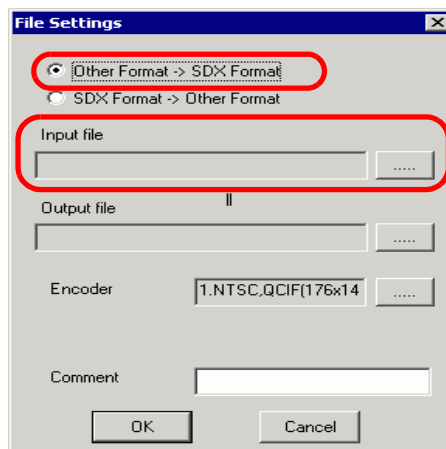 File Settings
Other Format -> SDX Format
SDX Format -> Other Format
Input file
.....
Output file
.....
Encoder
1.NTSC,QCIF(176x14
.....
Comment
OK
Cancel